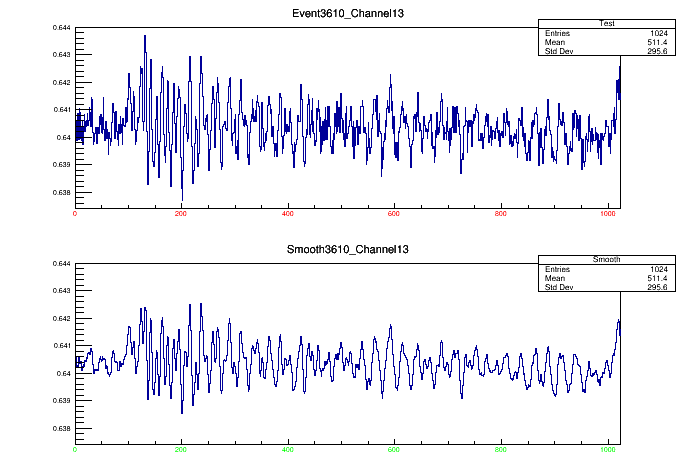 Event3610_Channel13
Test
Entries 1024
Mean 511.4
Std Dev 295.6
0.644
0.643
0.642
0.641
0.64
0.639
0.638
0 200 400 600 800 1000
Smooth3610_Channel13
Smooth
Entries 1024
Mean 511.4
Std Dev 295.6
0.644
0.643
0.642
0.641
0.64
0.639
0.638
0 200 400 600 800 1000